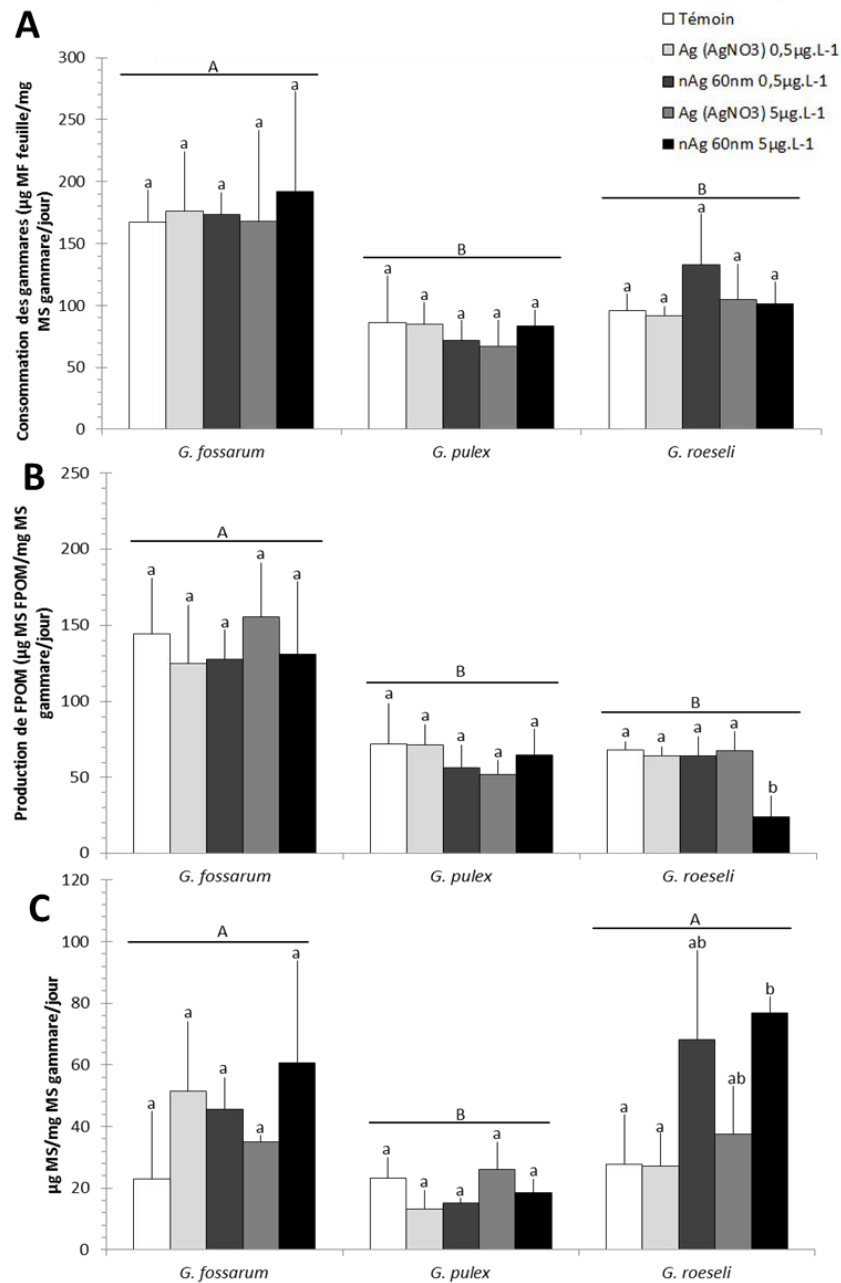 A
Témoin
Ag (AgNO3) 0,5µg.L-1
nAg 60nm 0,5µg.L-1
Ag (AgNO3) 5µg.L-1
nAg 60nm 5µg.L-1
Consommation des gammares (µg MF feuille/mg
MS gammare/jour)
300
250
200
150
100
50
0
A
a a a a a
B
a a a a a
B
a a a a a
G. fossarum G. pulex G. roeseli
B
Production de FPOM (µg MS FPOM/mg MS
gammare/jour)
250
200
150
100
50
0
A
a a a a a
B
a a a a a
B
a a a a b
G. fossarum G. pulex G. roeseli
C
µg MS/mg MS gammare/jour
120
100
80
60
40
20
0
A
a a a a a
B
a a a a a
A
a a ab ab b
G. fossarum G. pulex G. roeseli